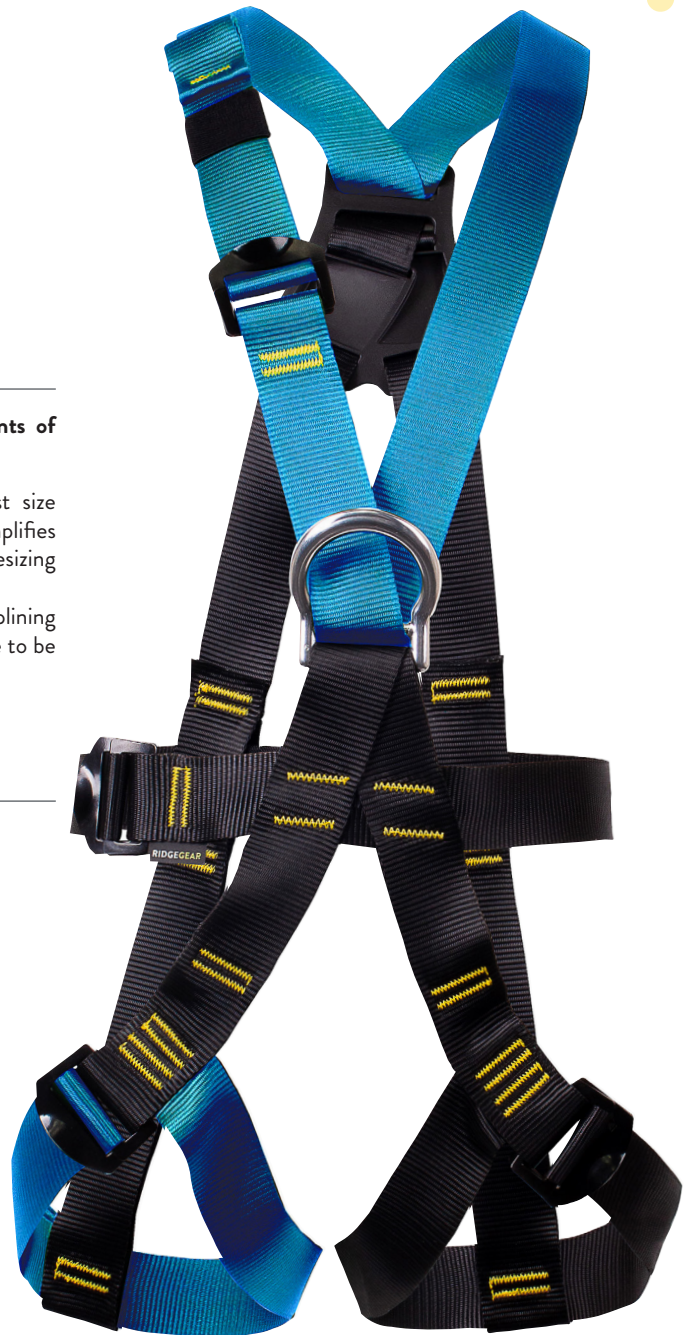 nts of
st size
plifies
esizing
plining
e to be
RIDGEGEAR